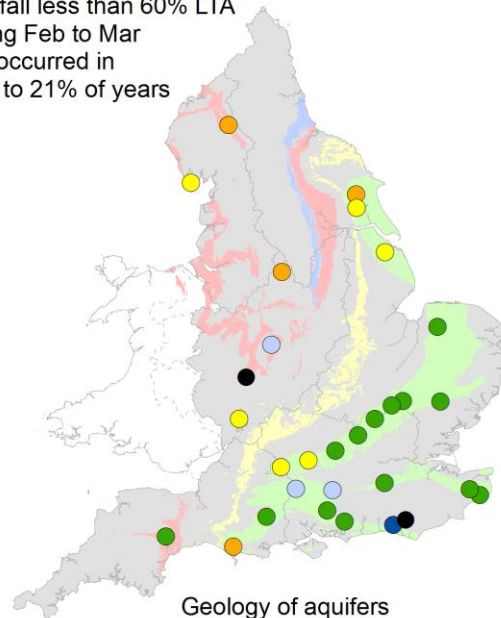 fall less than 60% LTA
ng Feb to Mar
occurred in
to 21% of years
Geology of aquifers